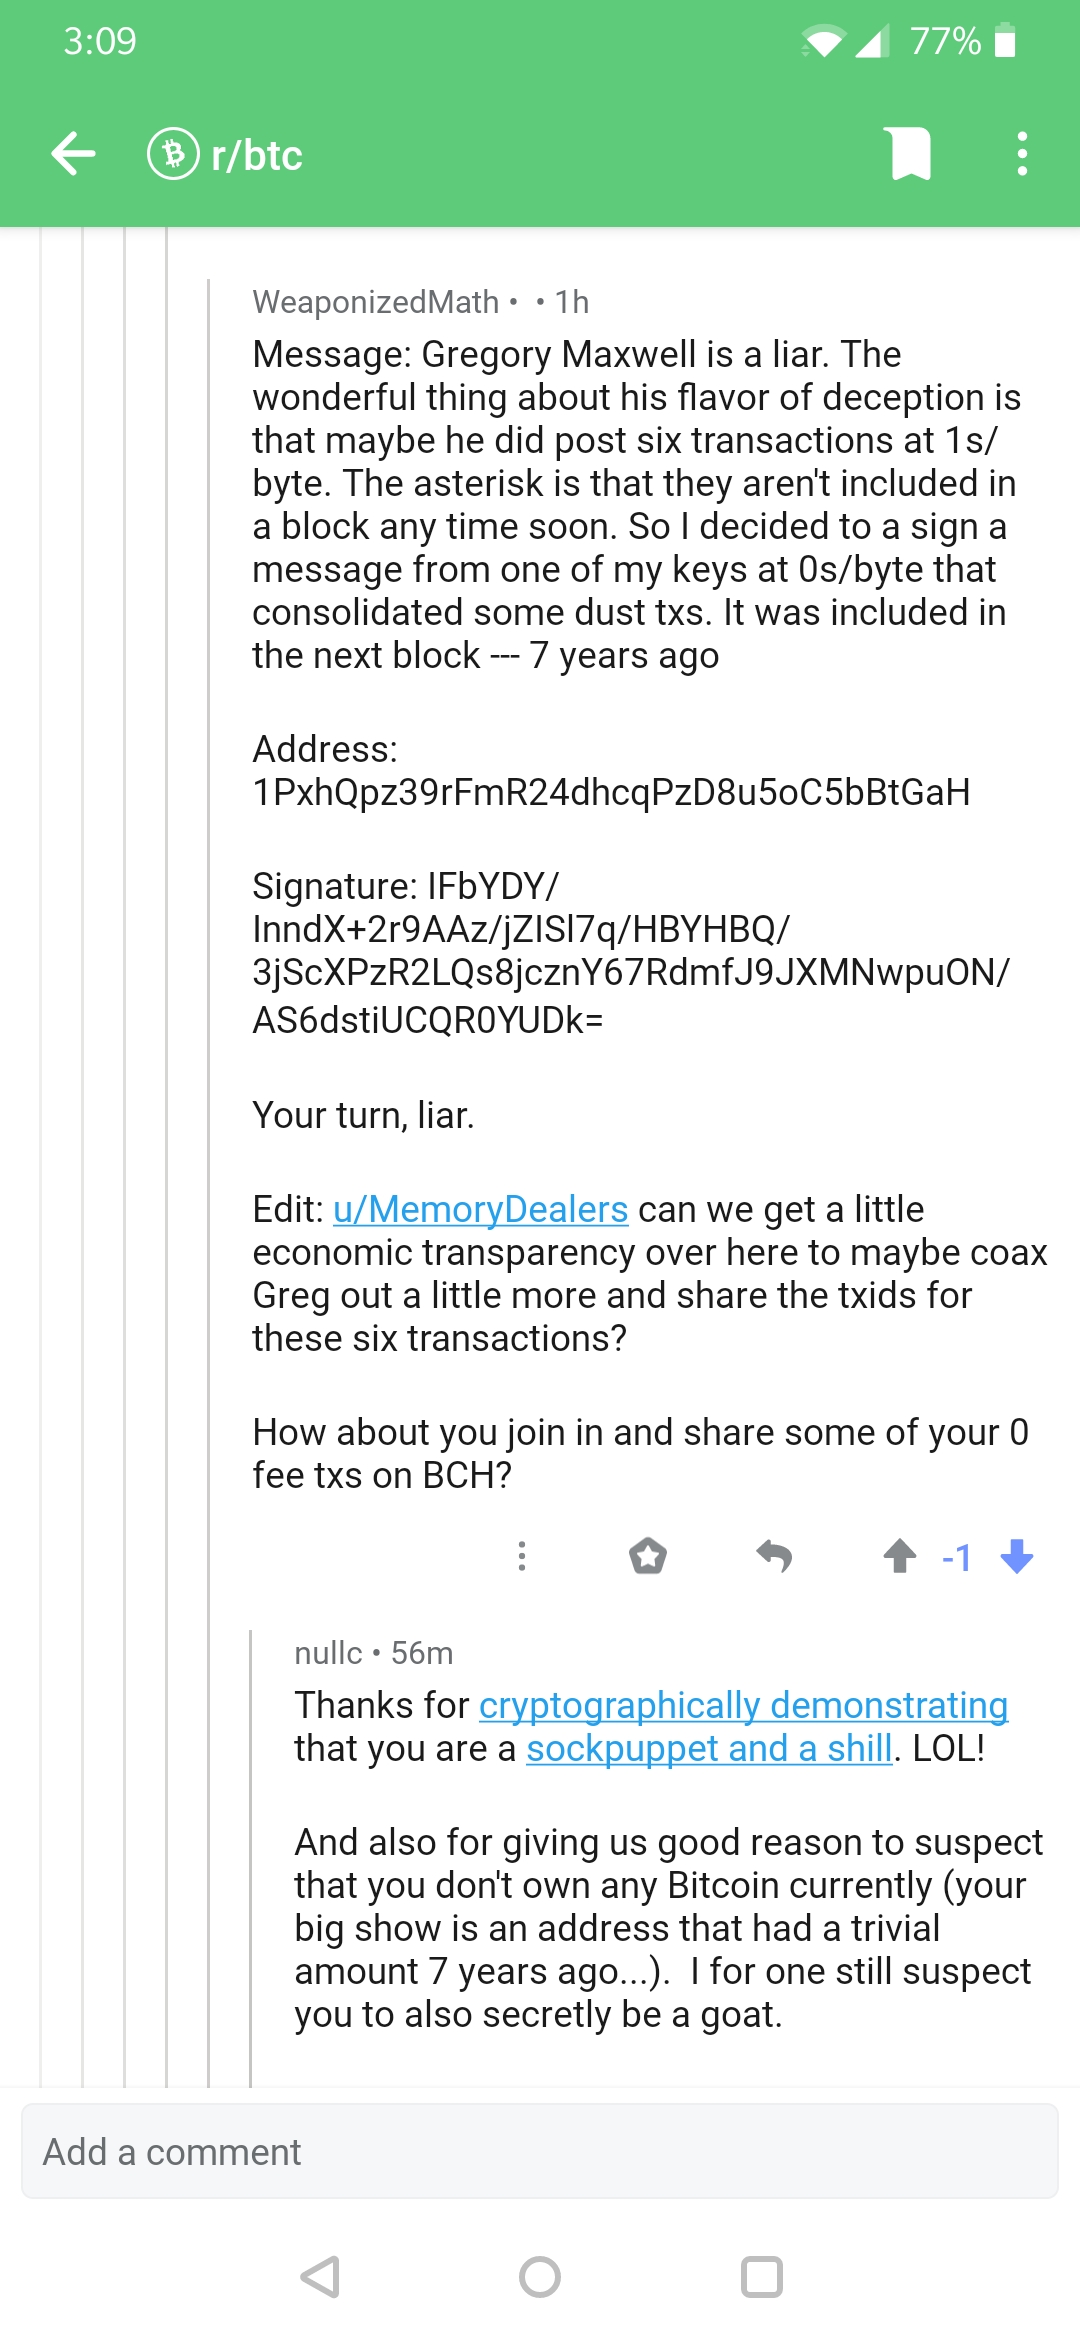 3:09
77%
r/btc
WeaponizedMath • • 1h
Message: Gregory Maxwell is a liar. The
wonderful thing about his flavor of deception is
that maybe he did post six transactions at 1s/
byte. The asterisk is that they aren't included in
a block any time soon. So I decided to a sign a
message from one of my keys at 0s/byte that
consolidated some dust txs. It was included in
the next block --- 7 years ago
Address:
1PxhQpz39rFmR24dhcqPzD8u5oC5bBtGaH
Signature: IFbYDY/
InndX+2r9AAz/jZISl7q/HBYHBQ/
3jScXPzR2LQs8jcznY67RdmfJ9JXMNwpuON/
AS6dstiUCQR0YUDk=
Your turn, liar.
Edit: u/MemoryDealers can we get a little
economic transparency over here to maybe coax
Greg out a little more and share the txids for
these six transactions?
How about you join in and share some of your 0
fee txs on BCH?
-1
nullc • 56m
Thanks for cryptographically demonstrating
that you are a sockpuppet and a shill. LOL!
And also for giving us good reason to suspect
that you don't own any Bitcoin currently (your
big show is an address that had a trivial
amount 7 years ago...).  I for one still suspect
you to also secretly be a goat.
Add a comment